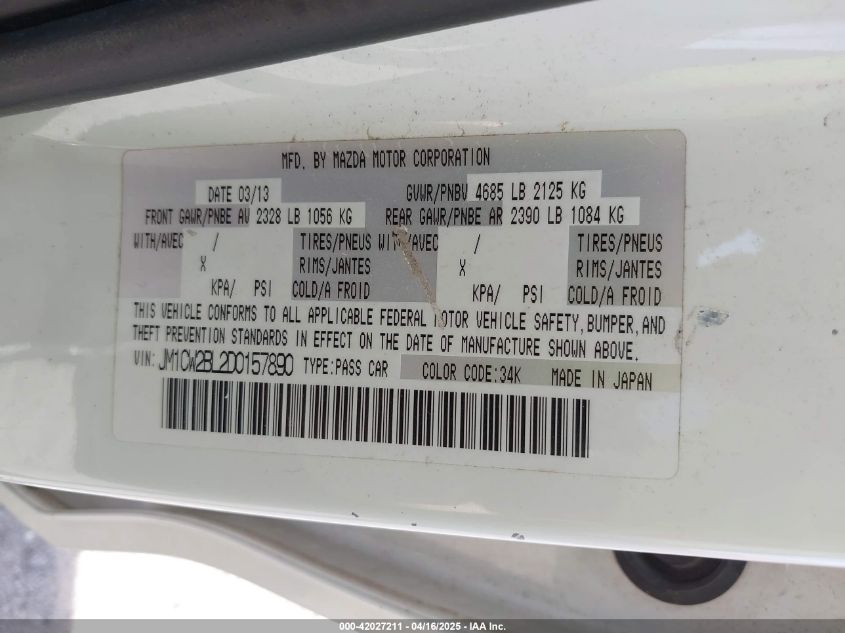 MFD. BY MAZDA MOTOR CORPORATION
DATE 03/13 GVWR/PNBV 4685 LB 2125 KG
FRONT GAWR/PNBE AV 2328 LB 1056 KG REAR GAWR/PNBE AR 2390 LB 1084 KG
WITH/AVEC / TIRES/PNEUS WITH/AVEC / TIRES/PNEUS
X RIMS/JANTES X RIMS/JANTES
KPA/ PSI COLD/A FROID KPA/ PSI COLD/A FROID
THIS VEHICLE CONFORMS TO ALL APPLICABLE FEDERAL MOTOR VEHICLE SAFETY, BUMPER, AND
THEFT PREVENTION STANDARDS IN EFFECT ON THE DATE OF MANUFACTURE SHOWN ABOVE.
VIN: JM1CW2BL2D0157890 TYPE:PASS CAR COLOR CODE:34K MADE IN JAPAN
000-42027211 - 04/16/2025 - IAA Inc.